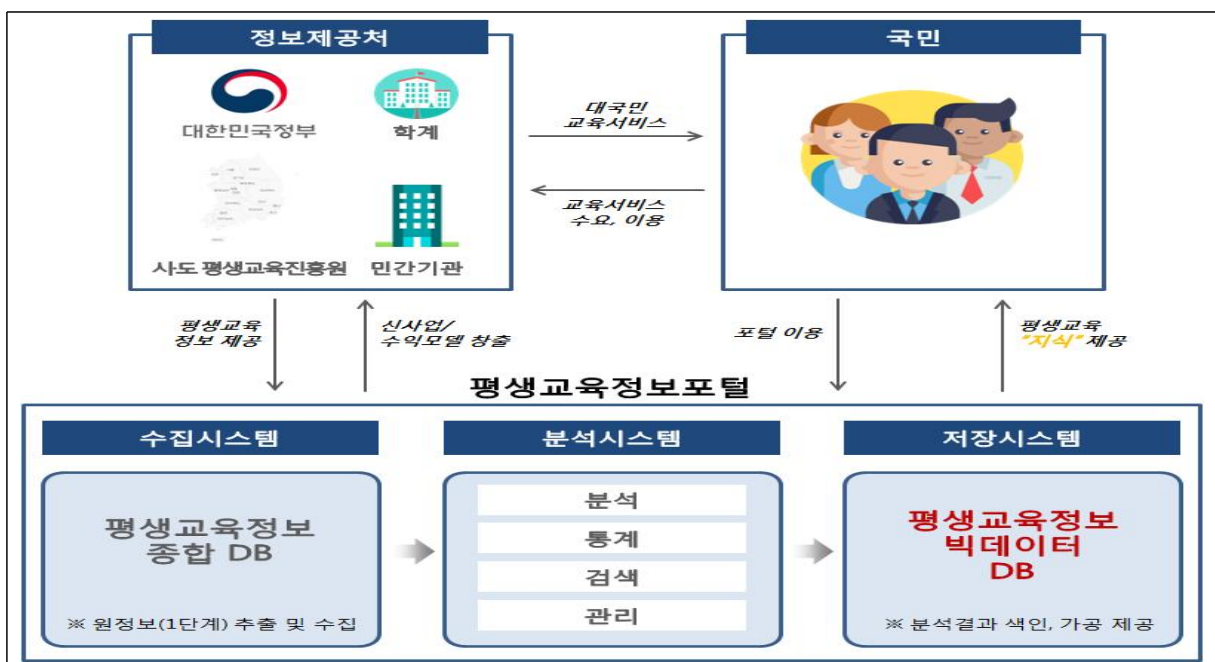 정보제공처
국민
대한민국정부
학계
사도 평생교육진흥원
민간기관
대국민
교육서비스
교육서비스
수요, 이용
평생교육
정보 제공
신사업/
수익모델 창출
포털 이용
평생교육
"지식" 제공
평생교육정보포털
수집시스템
분석시스템
저장시스템
평생교육정보
종합 DB
※ 원정보(1단계) 추출 및 수집
분석
통계
검색
관리
평생교육정보
빅데이터
DB
※ 분석결과 색인, 가공 제공